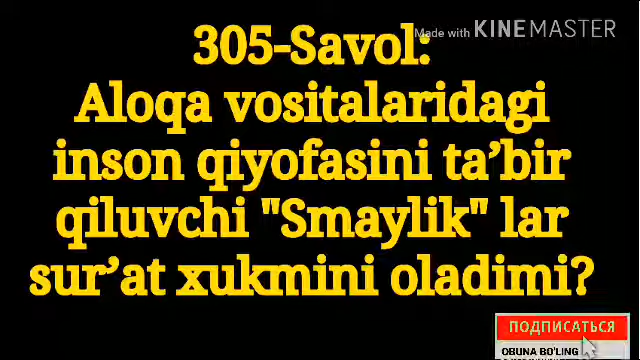 305-Savol:
Made with KINEMASTER
Aloqa vositalaridagi
inson qiyofasini ta’bir
qiluvchi "Smaylik" lar
sur’at xukmini oladimi?
ПОДПИСАТЬСЯ
OBUNA BO'LING